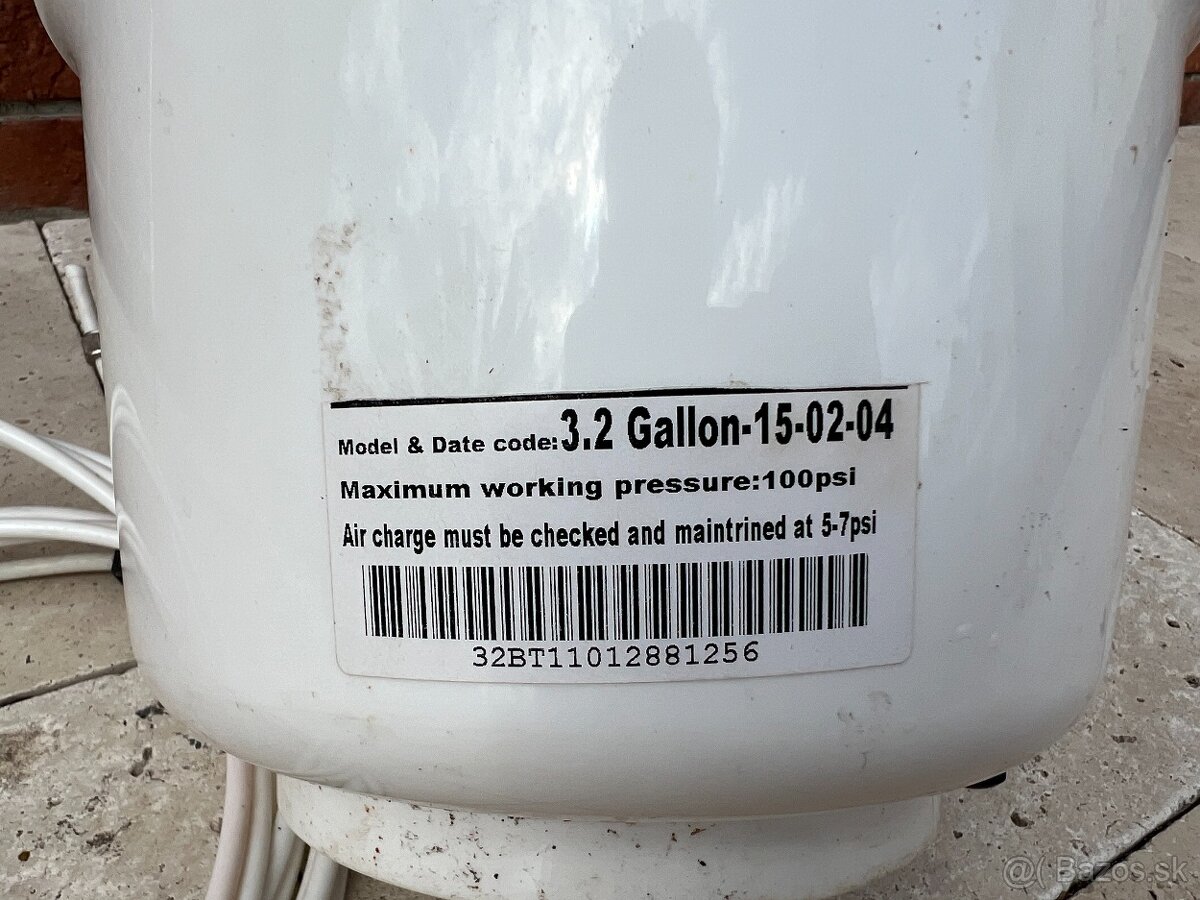 Model & Date code:3.2 Gallon-15-02-04
Maximum working pressure:100psi
Air charge must be checked and maintrined at 5-7psi
32BT11012881256
@( Bazos.sk